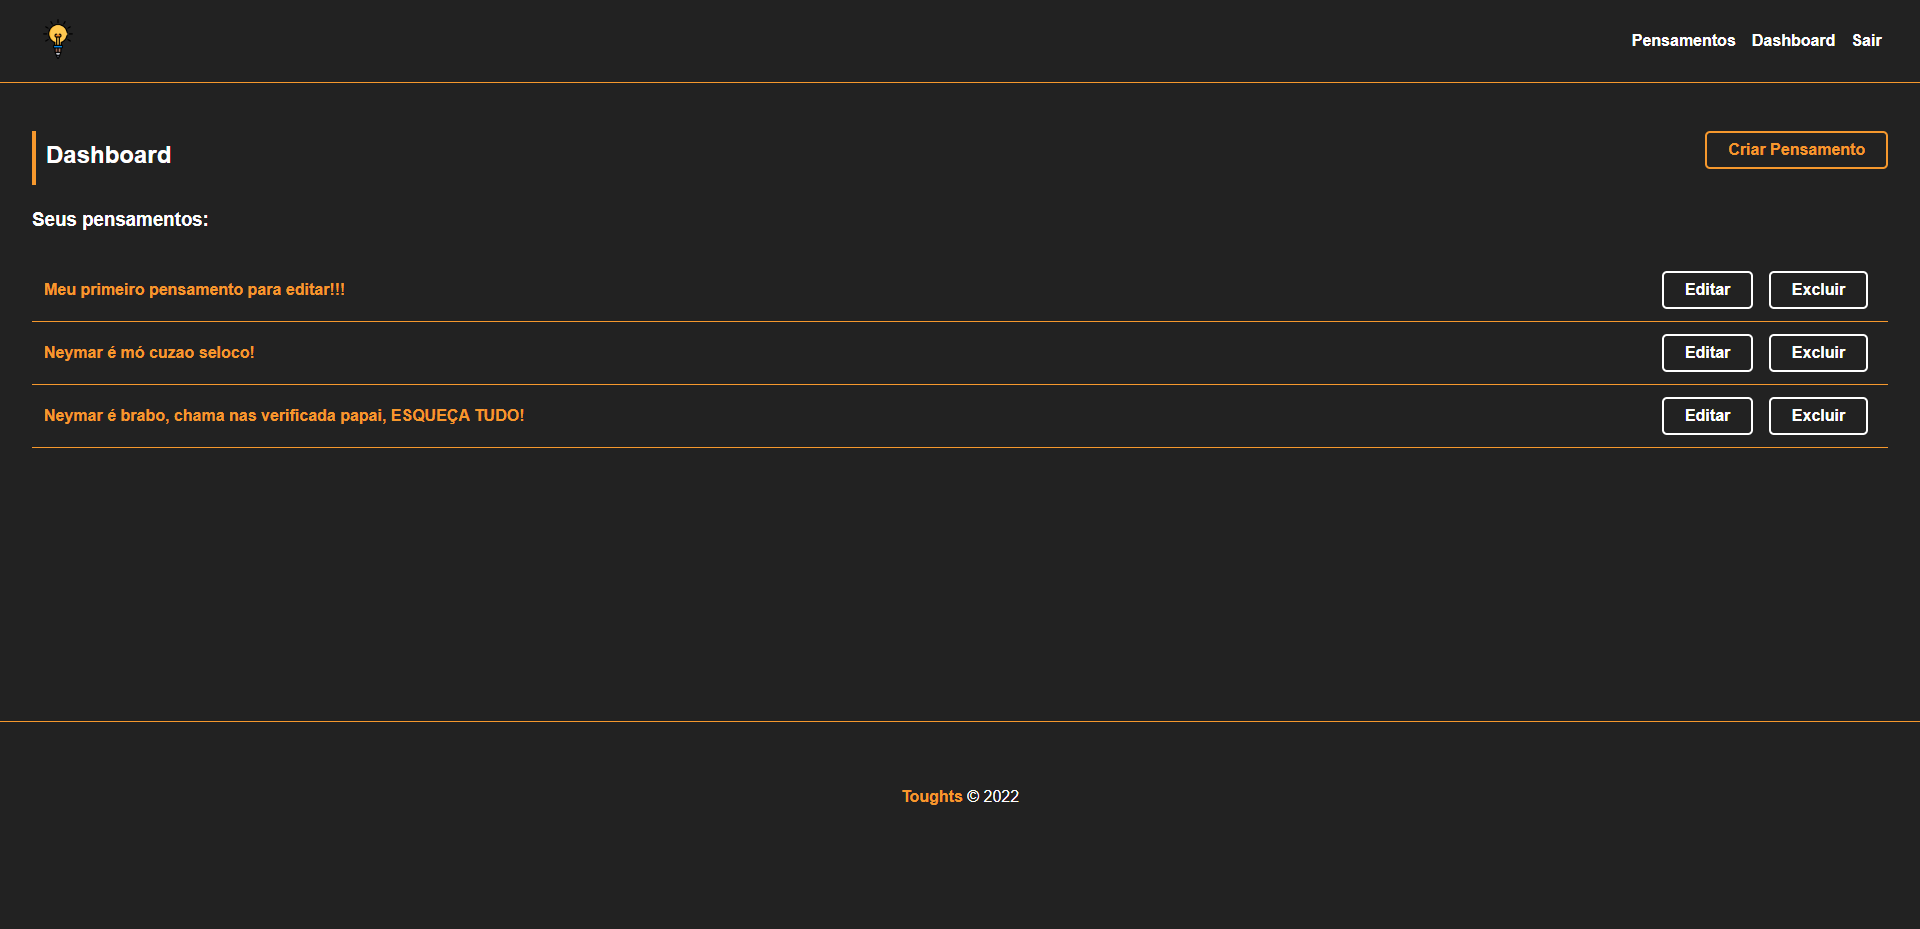 Pensamentos Dashboard Sair
Dashboard
Criar Pensamento
Seus pensamentos:
Meu primeiro pensamento para editar!!! Editar Excluir
Neymar é mó cuzao seloco! Editar Excluir
Neymar é brabo, chama nas verificada papai, ESQUEÇA TUDO! Editar Excluir
Toughts © 2022